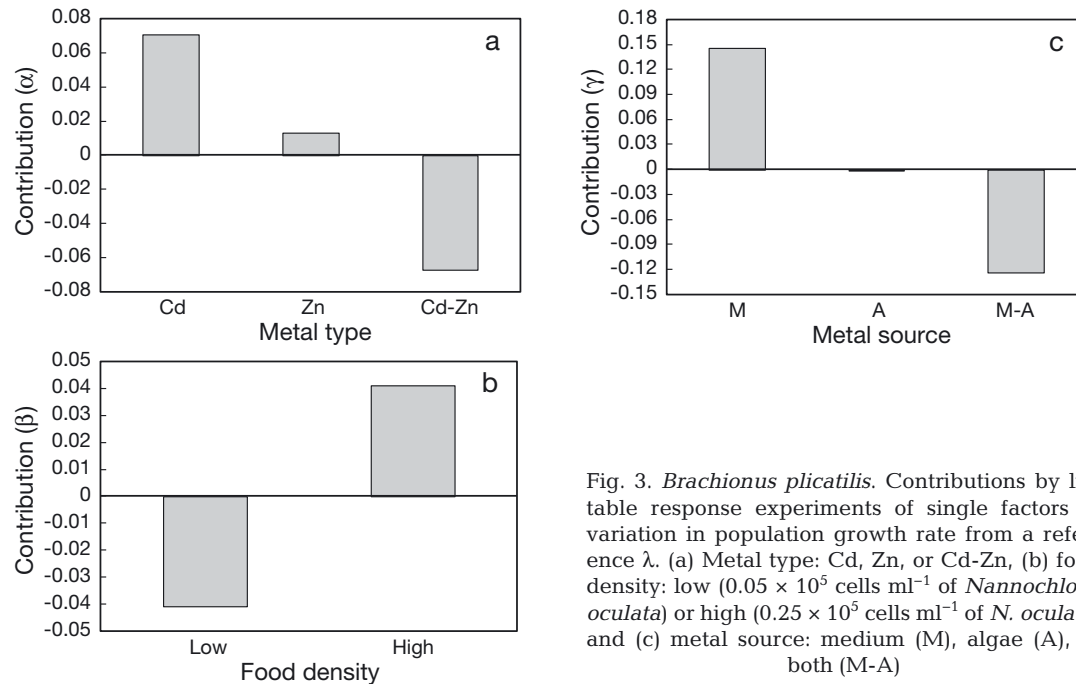 0.08
0.06
0.04
0.02
0
-0.02
-0.04
-0.06
-0.08
Contribution (α)
a
Cd Zn Cd-Zn
Metal type
0.05
0.04
0.03
0.02
0.01
0
-0.01
-0.02
-0.03
-0.04
-0.05
Contribution (β)
b
Low High
Food density
0.18
0.15
0.12
0.09
0.06
0.03
0
-0.03
-0.06
-0.09
-0.12
-0.15
Contribution (γ)
c
M A M-A
Metal source
Fig. 3. Brachionus plicatilis. Contributions by li
table response experiments of single factors
variation in population growth rate from a refe
ence λ. (a) Metal type: Cd, Zn, or Cd-Zn, (b) fo
density: low (0.05 × 10⁵ cells ml⁻¹ of Nannochlo
oculata) or high (0.25 × 10⁵ cells ml⁻¹ of N. ocula
and (c) metal source: medium (M), algae (A),
both (M-A)